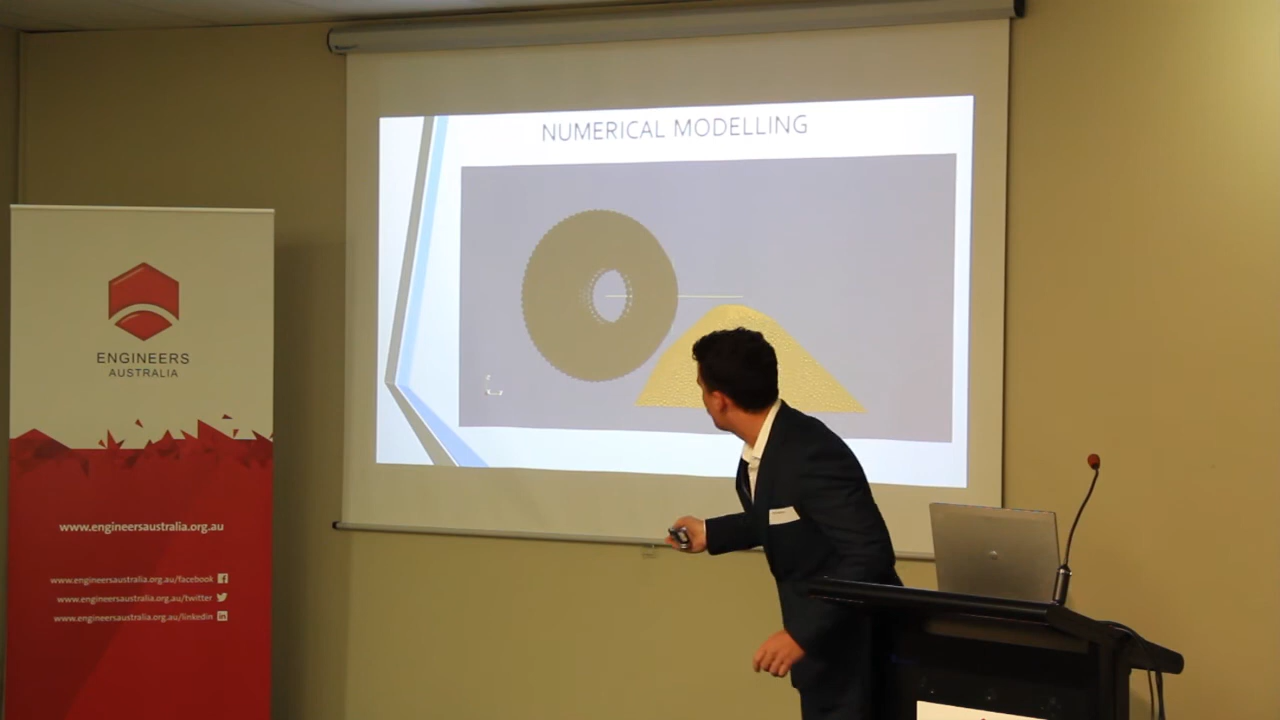 NUMERICAL MODELLING
ENGINEERS
AUSTRALIA
www.engineersaustralia.org.au
www.engineersaustralia.org.au/facebook
www.engineersaustralia.org.au/twitter
www.engineersaustralia.org.au/linkedin